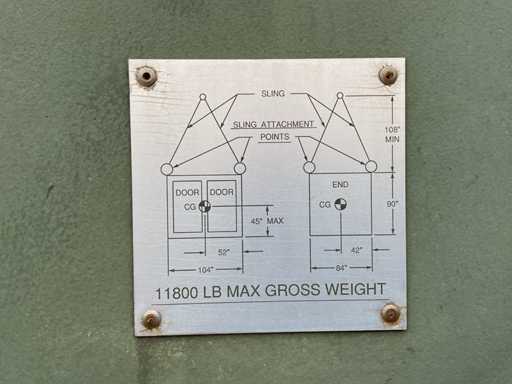 SLING
SLING ATTACHMENT
POINTS
108"
MIN
DOOR DOOR
END
CG
CG
45" MAX
90"
52"
42"
104"
84"
11800 LB MAX GROSS WEIGHT